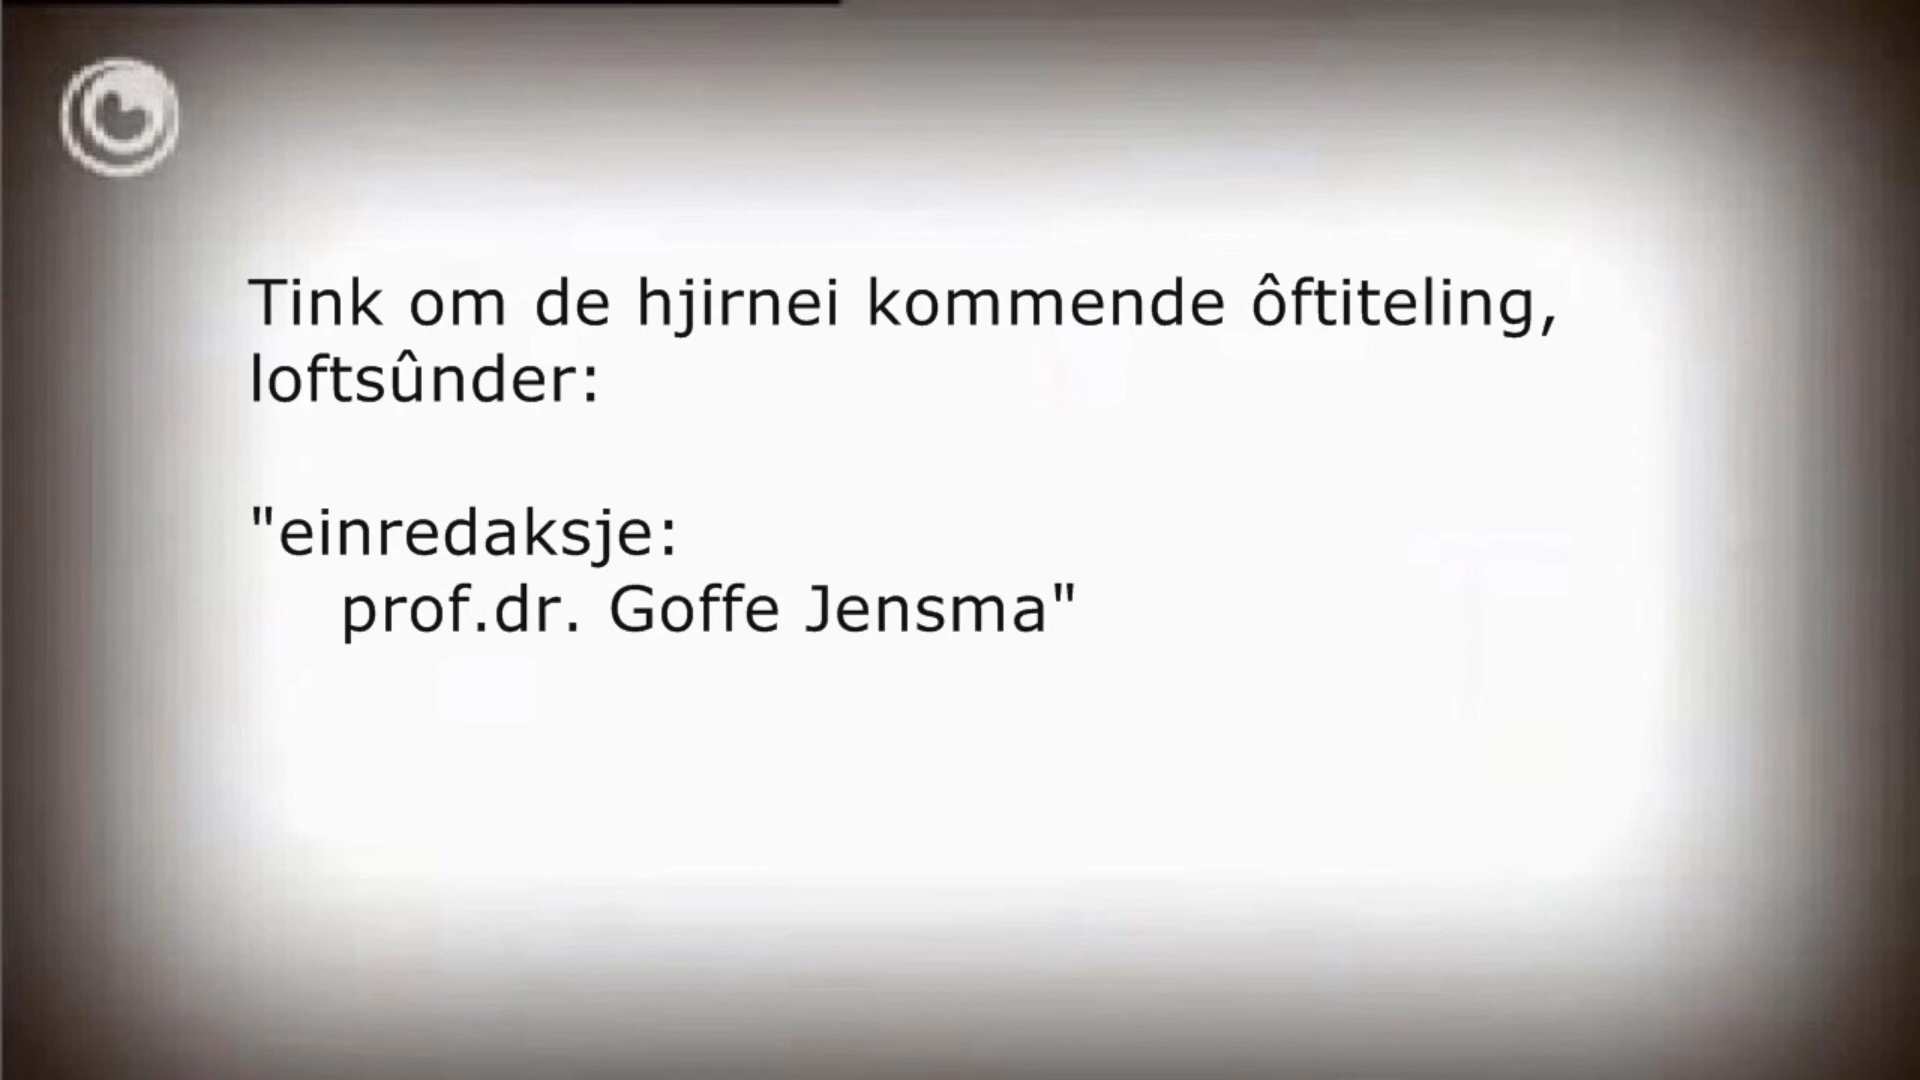 Tink om de hjirnei kommende ôftiteling,
loftsûnder:
"einredaksje:
prof.dr. Goffe Jensma"